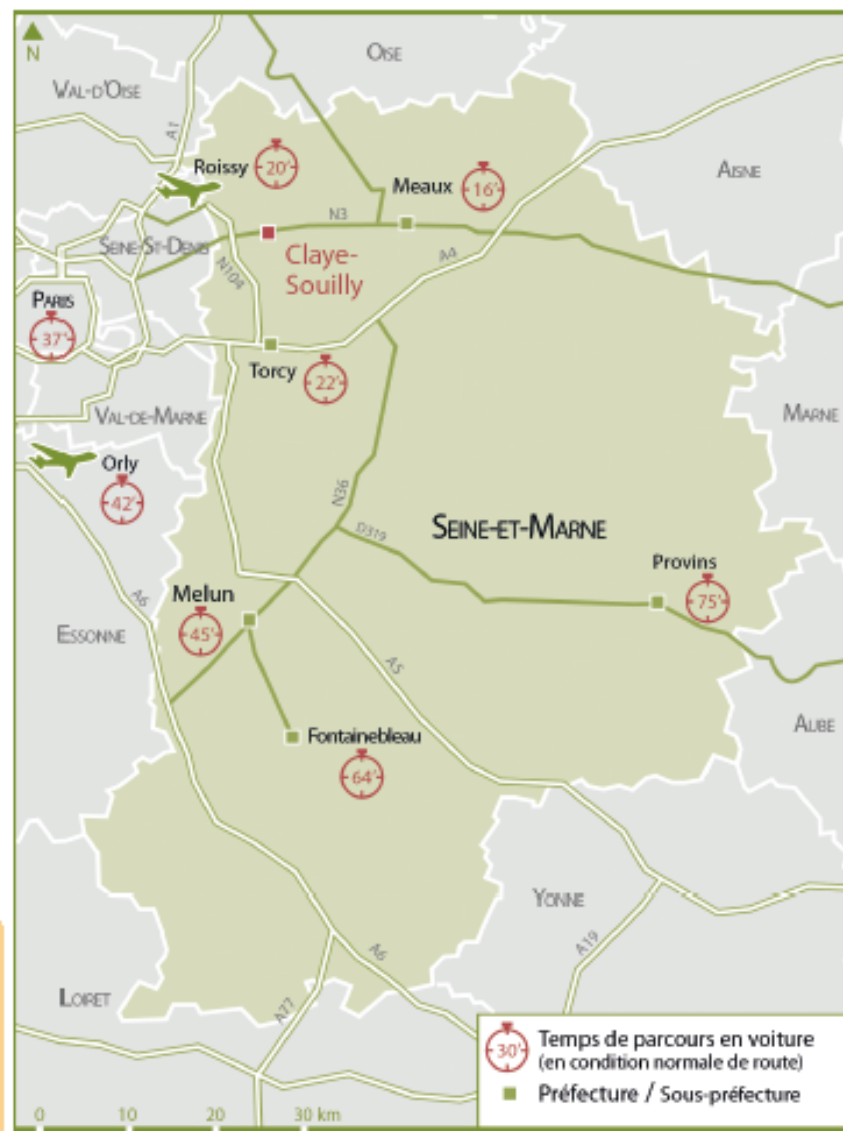 N
OISE
VAL-D'OISE
A1
Roissy
20'
Meaux
16'
AISNE
N3
SEINE-ST-DENIS
N104
Claye-
Souilly
A4
PARIS
37'
Torcy
22'
VAL-DE-MARNE
MARNE
Orly
42'
N36
D319
SEINE-ET-MARNE
Provins
75'
A6
Melun
45'
ESSONNE
A5
AUBE
Fontainebleau
64'
YONNE
A19
A6
LOIRET
A77
30'
Temps de parcours en voiture
(en condition normale de route)
Préfecture / Sous-préfecture
0 10 20 30 km